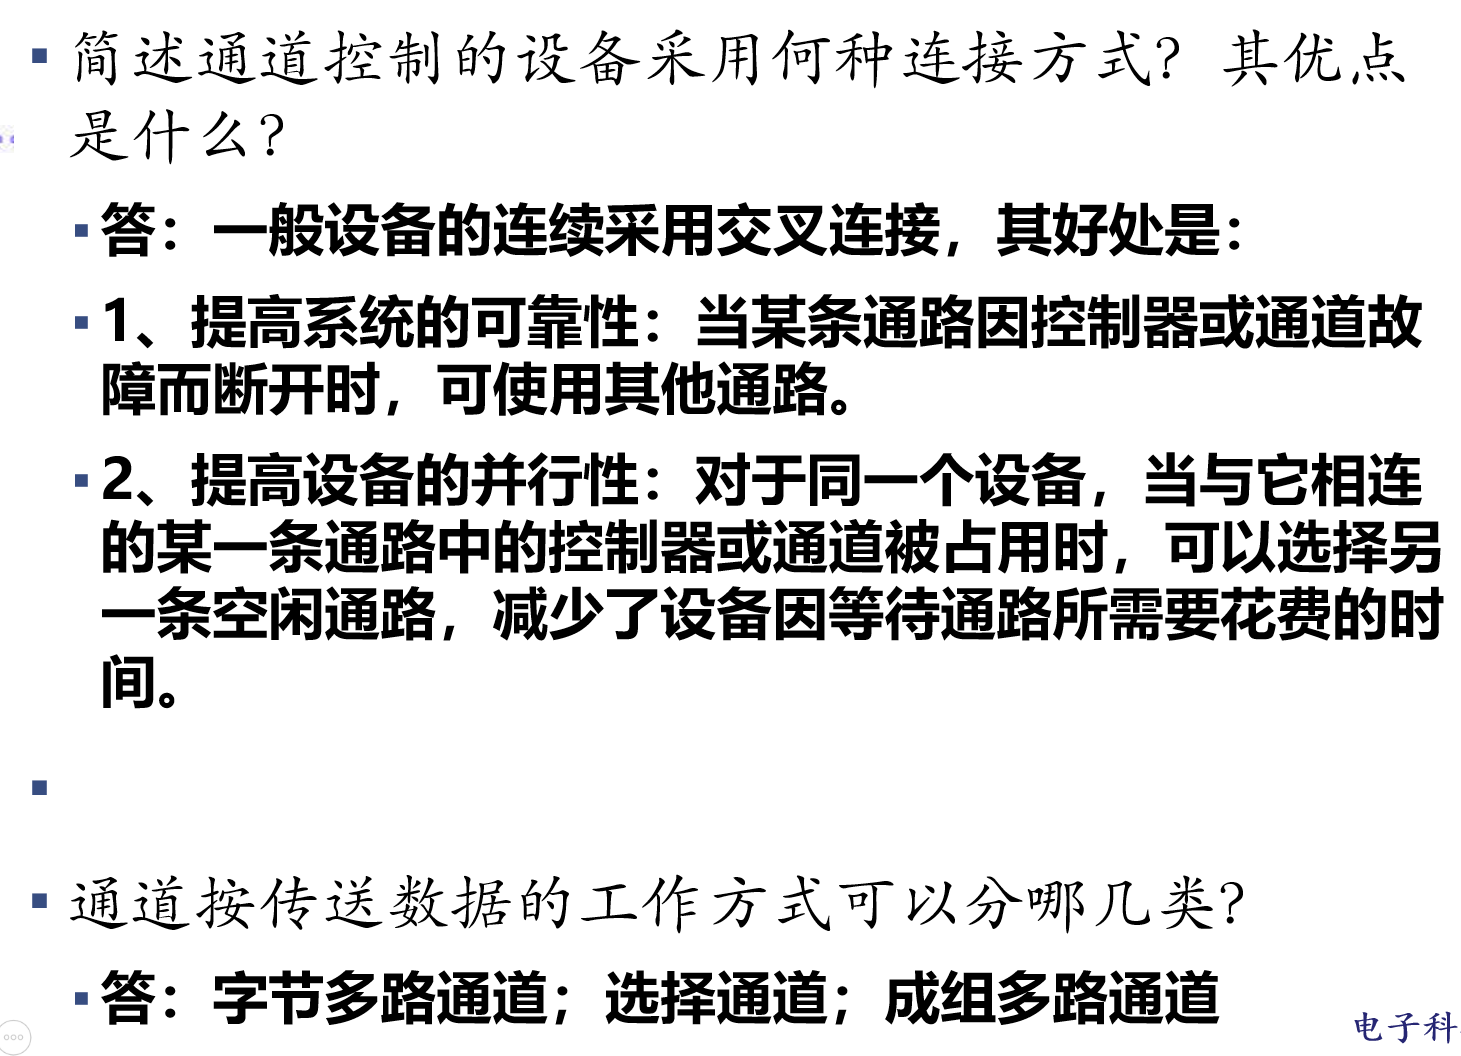 简述通道控制的设备采用何种连接方式？其优点
是什么？
答：一般设备的连续采用交叉连接，其好处是：
1、提高系统的可靠性：当某条通路因控制器或通道故
障而断开时，可使用其他通路。
2、提高设备的并行性：对于同一个设备，当与它相连
的某一条通路中的控制器或通道被占用时，可以选择另
一条空闲通路，减少了设备因等待通路所需要花费的时
间。
通道按传送数据的工作方式可以分哪几类？
答：字节多路通道；选择通道；成组多路通道
电子科